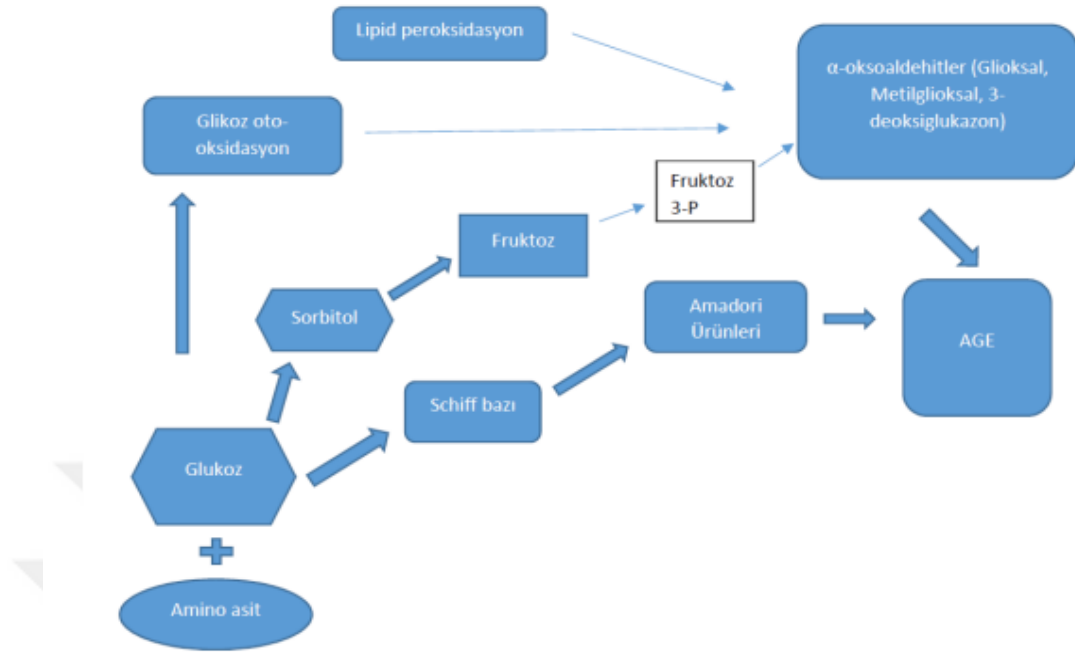 Lipid peroksidasyon
α-oksoaldehitler (Glioksal,
Metilglioksal, 3-
deoksiglukazon)
Glikoz oto-
oksidasyon
Fruktoz
3-P
Fruktoz
Sorbitol
Amadori
Ürünleri
AGE
Schiff bazı
Glukoz
Amino asit